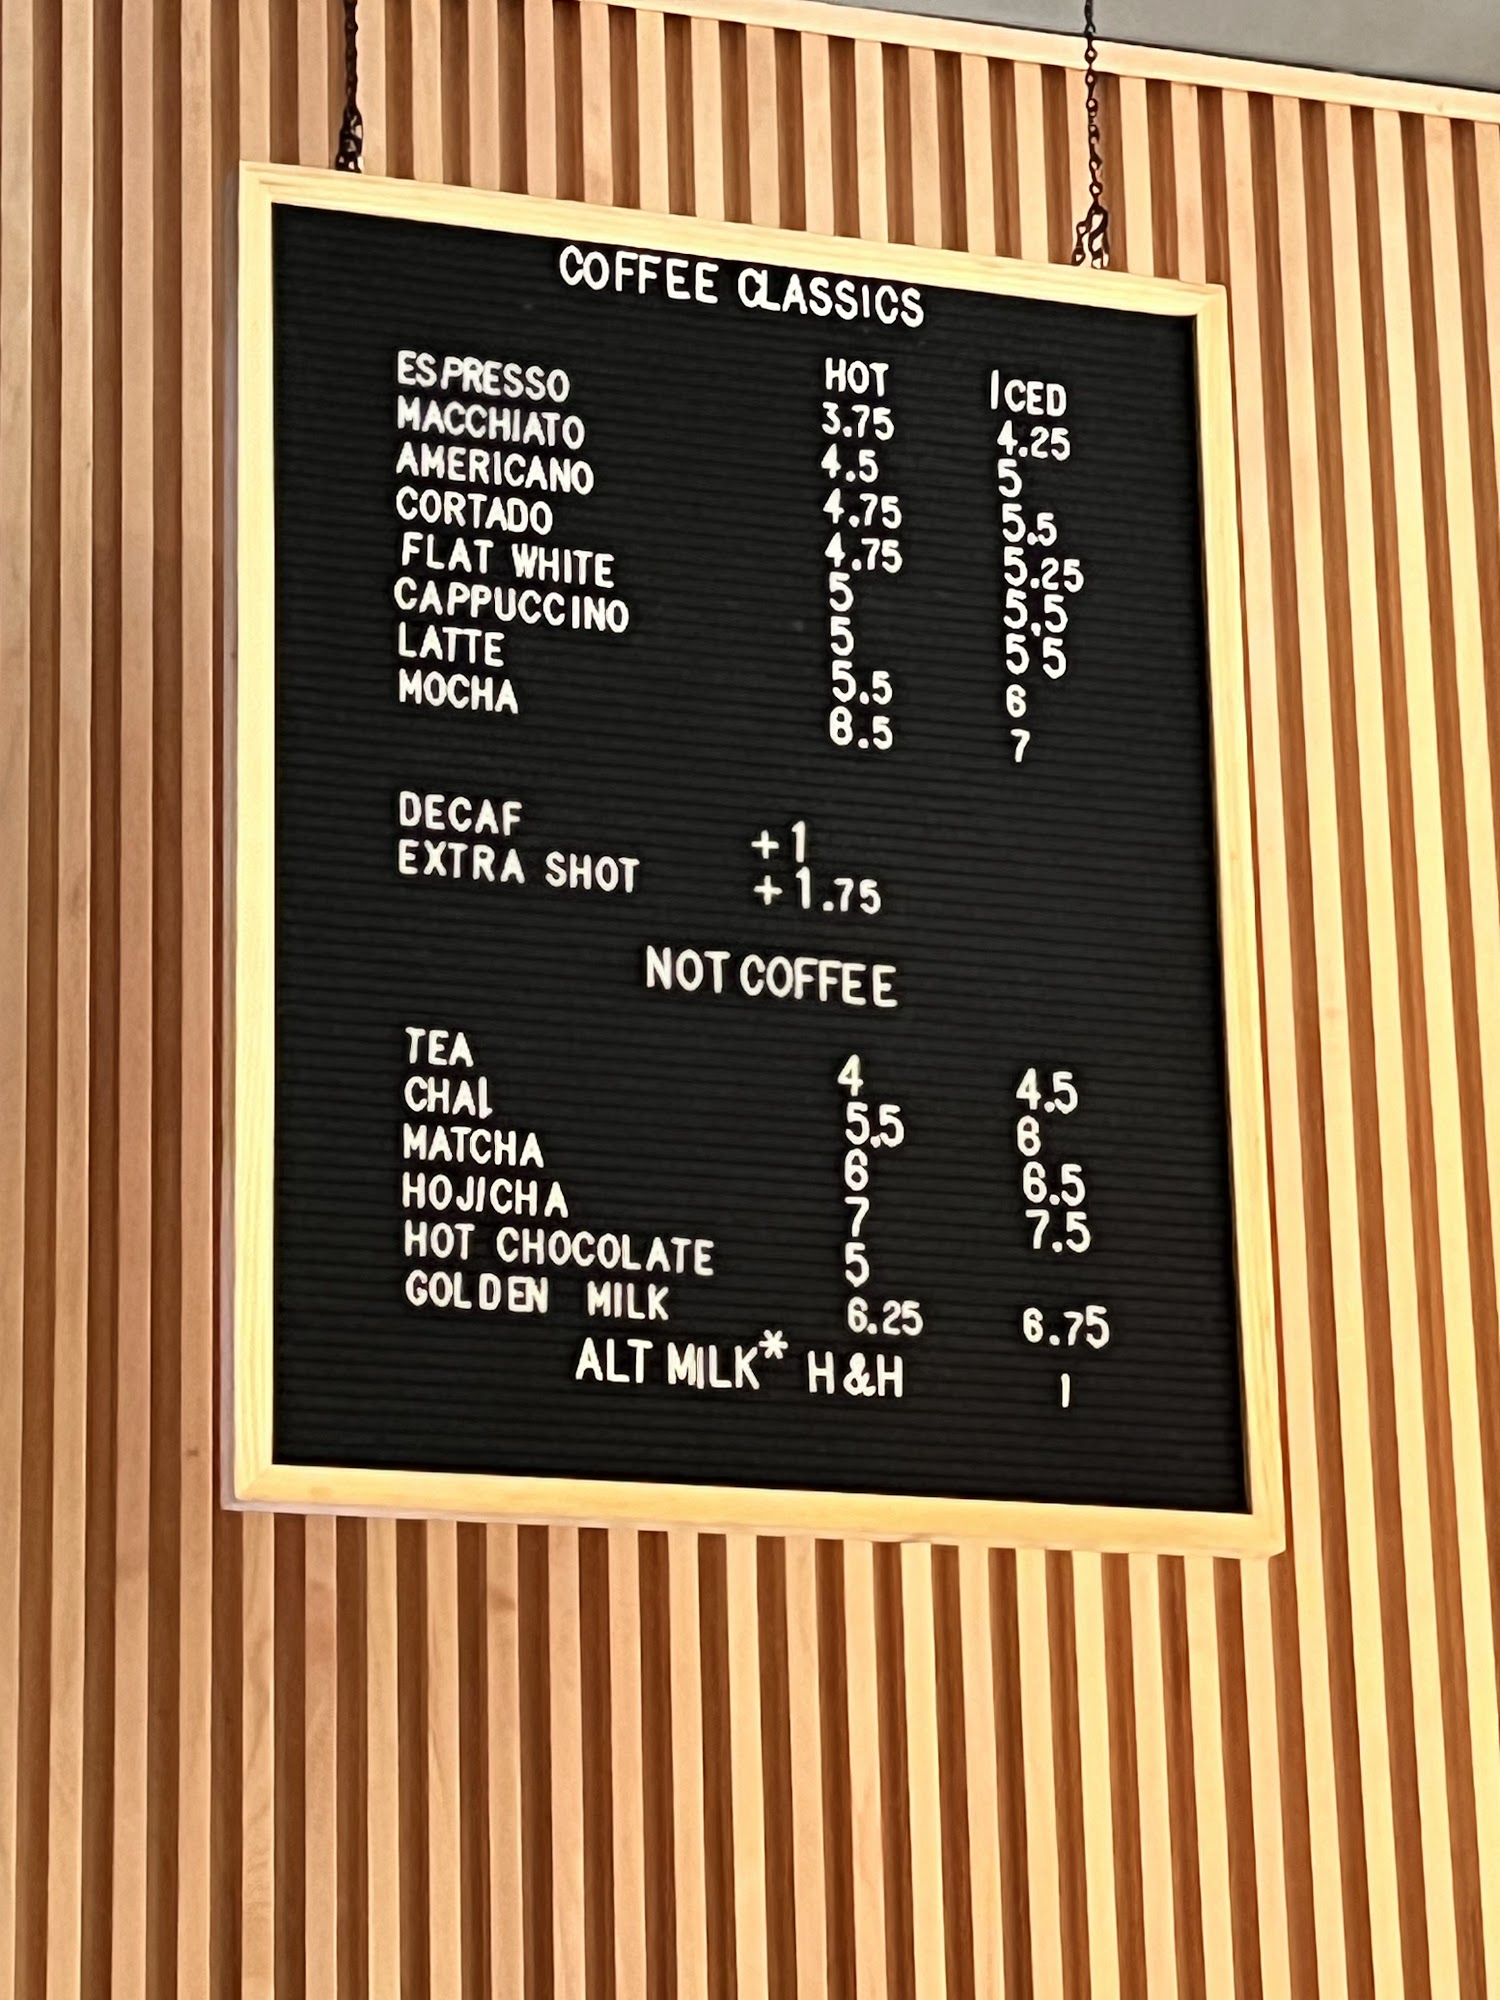 COFFEE CLASSICS
HOT ICED
ESPRESSO 3.75 4.25
MACCHIATO 4.5 5
AMERICANO 4.75 5.5
CORTADO 4.75 5.25
FLAT WHITE 5 5.5
CAPPUCCINO 5 5 5
LATTE 5.5 6
MOCHA 6.5 7
DECAF +1
EXTRA SHOT +1.75
NOT COFFEE
TEA 4 4.5
CHAI 5.5 6
MATCHA 6 6.5
HOJICHA 7 7.5
HOT CHOCOLATE 5
GOLDEN MILK 6.25 6.75
ALT MILK* H&H 1